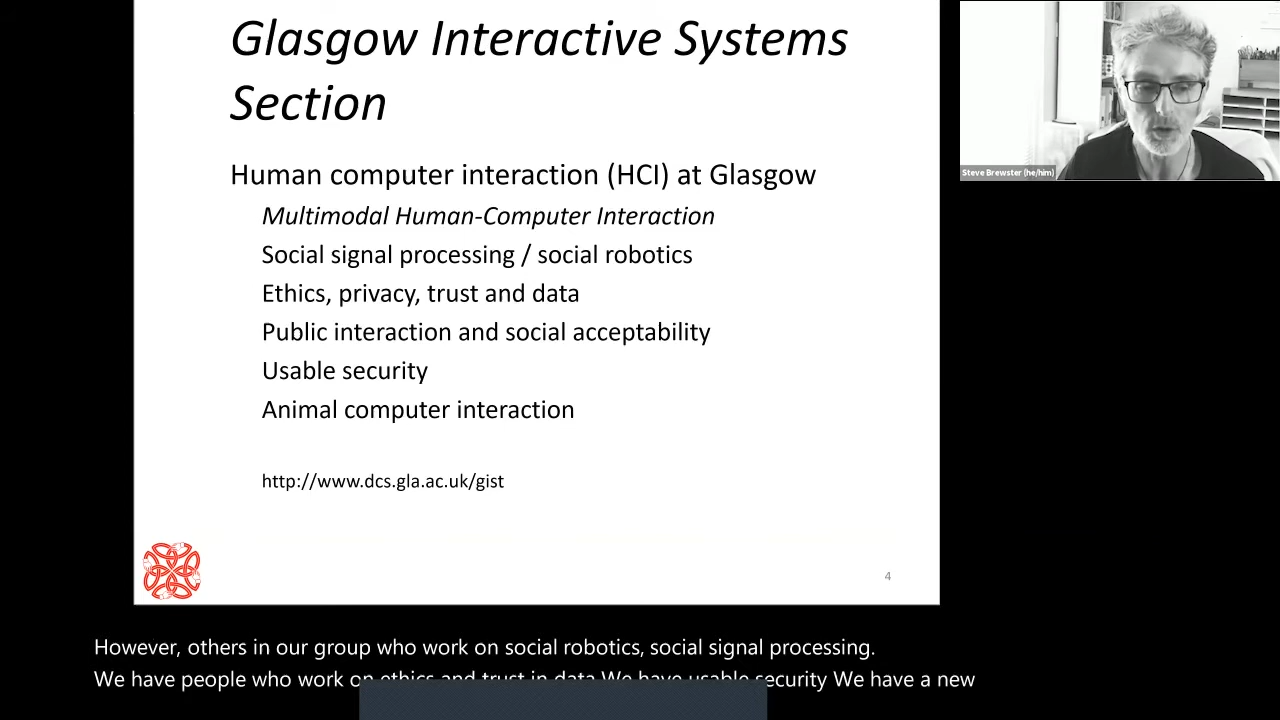 Glasgow Interactive Systems
Section
Human computer interaction (HCI) at Glasgow
Multimodal Human-Computer Interaction
Social signal processing / social robotics
Ethics, privacy, trust and data
Public interaction and social acceptability
Usable security
Animal computer interaction
http://www.dcs.gla.ac.uk/gist
4
Steve Brewster (he/him)
However, others in our group who work on social robotics, social signal processing.
We have people who work on ethics and trust in data We have usable security We have a new